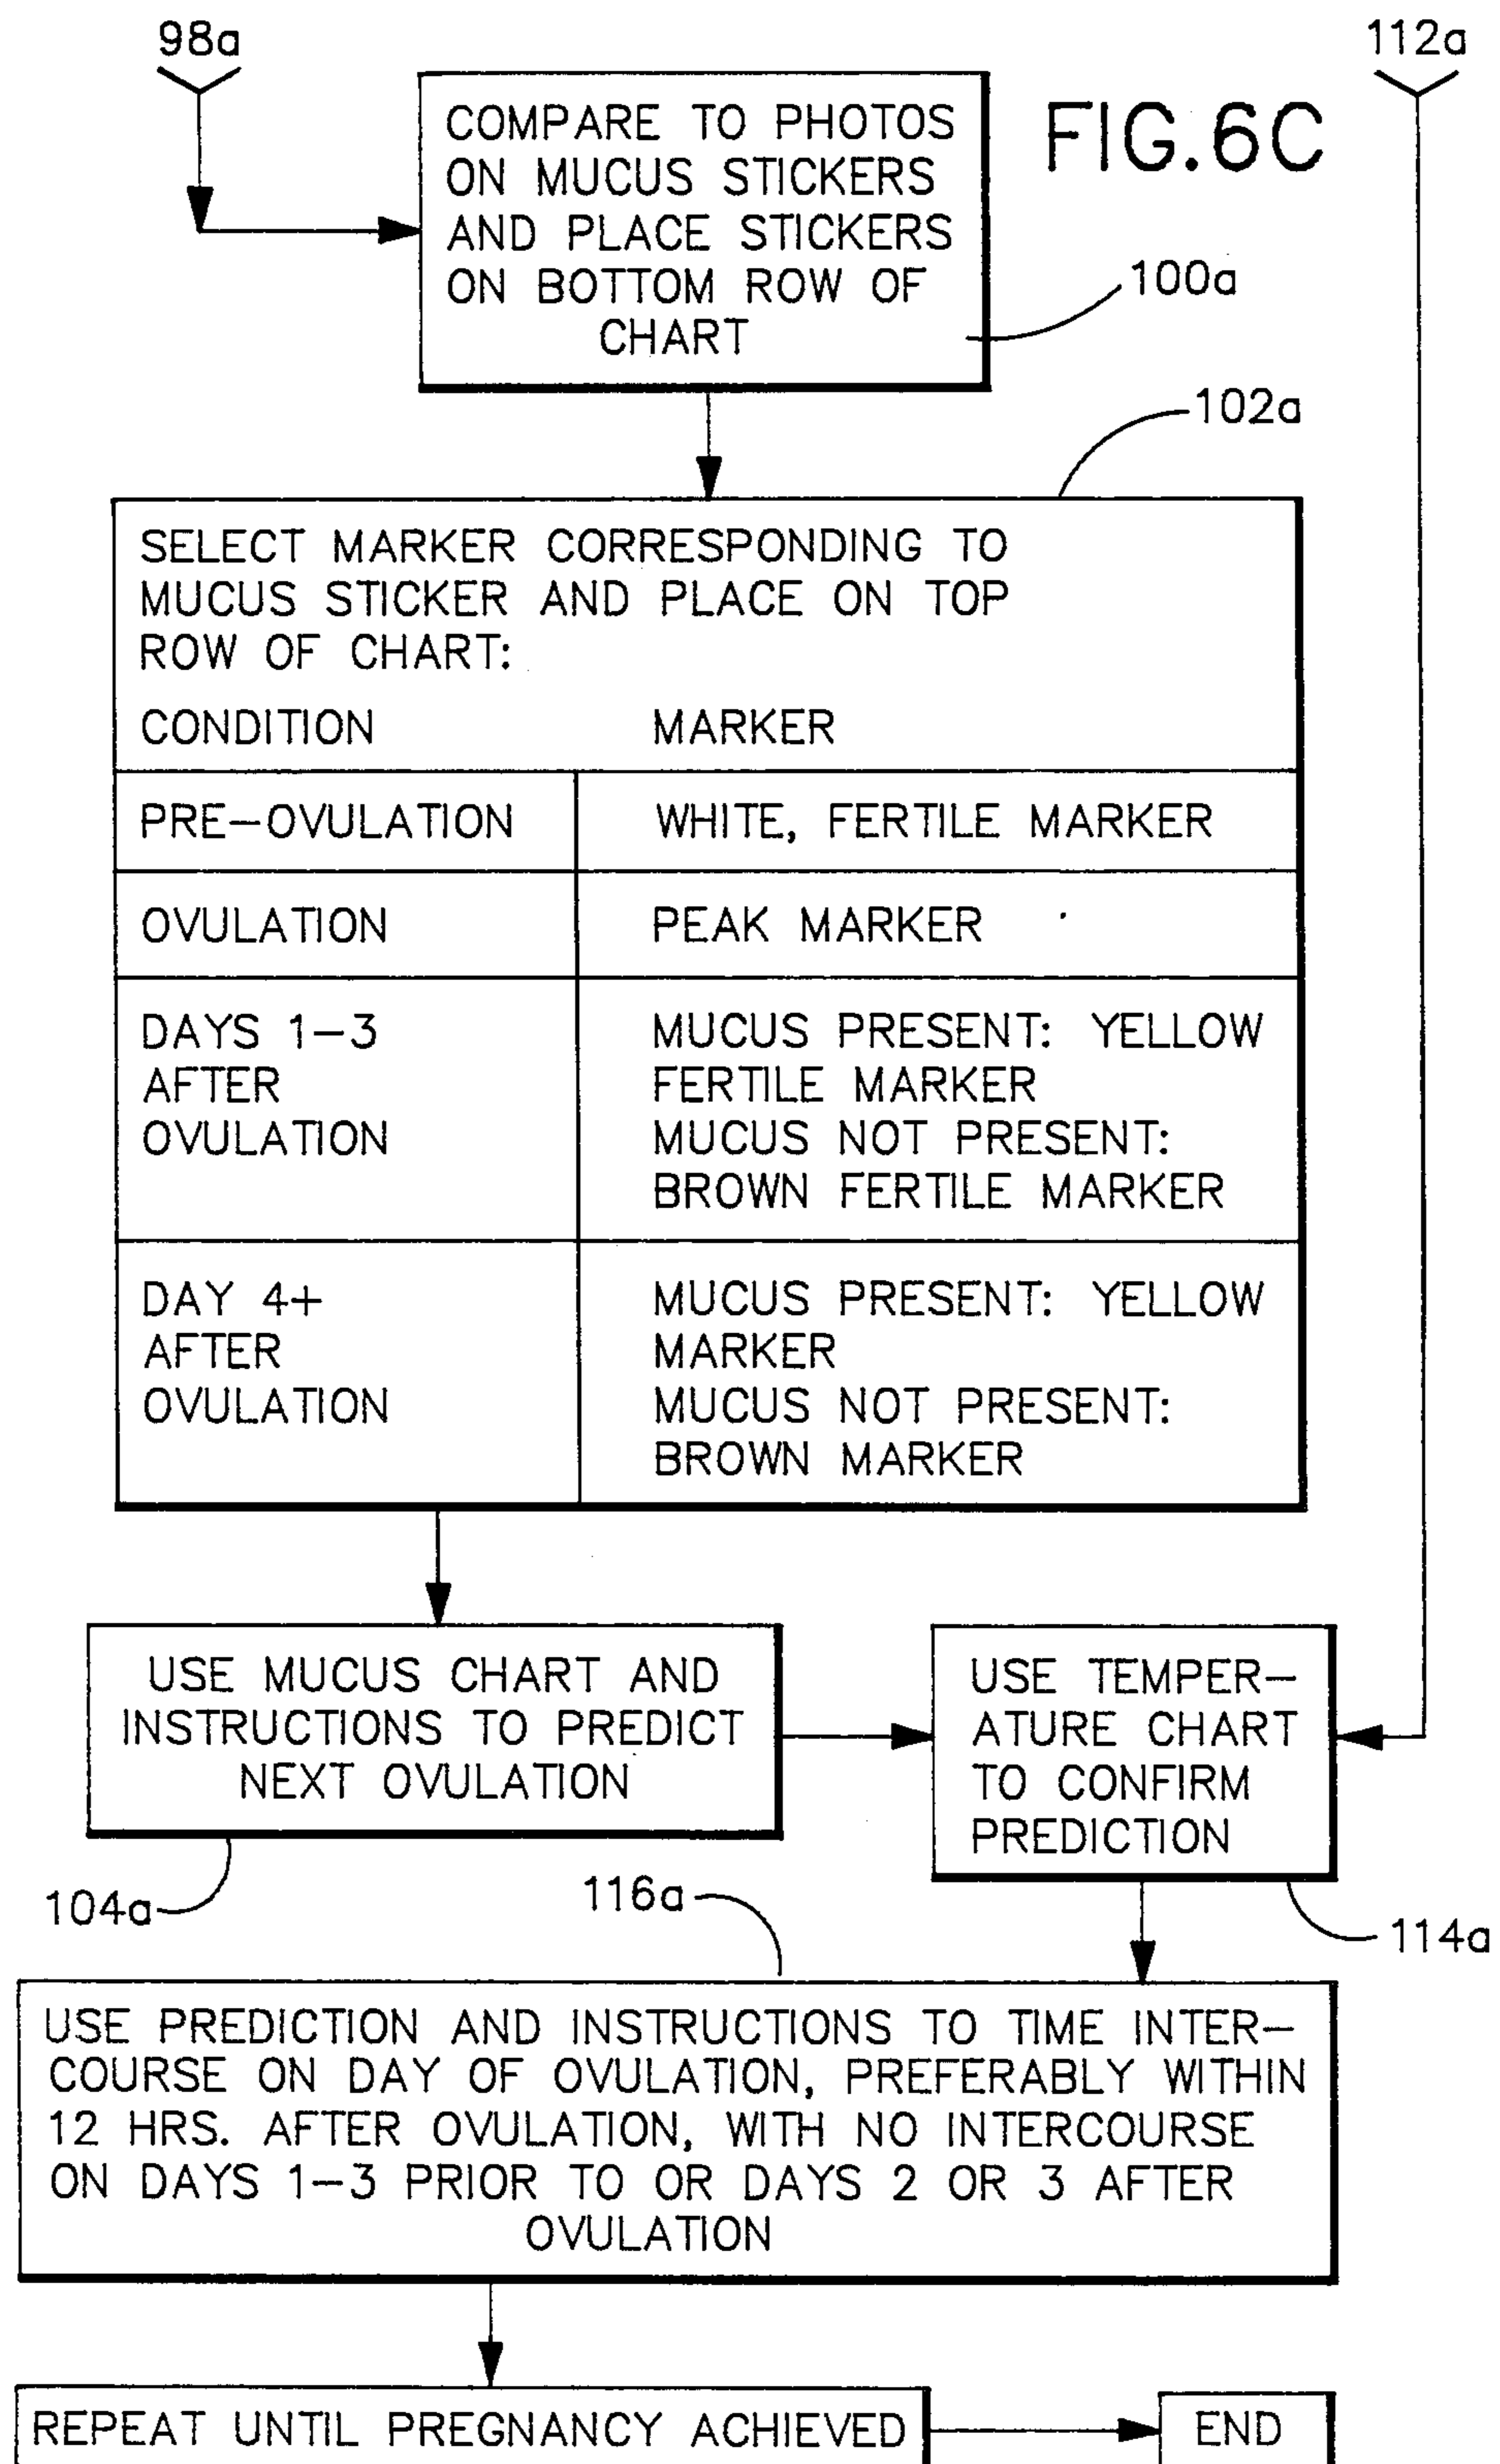 98a
112a
FIG.6C
COMPARE TO PHOTOS
ON MUCUS STICKERS
AND PLACE STICKERS
ON BOTTOM ROW OF
CHART
100a
102a
SELECT MARKER CORRESPONDING TO
MUCUS STICKER AND PLACE ON TOP
ROW OF CHART:
CONDITION MARKER
PRE-OVULATION WHITE, FERTILE MARKER
OVULATION PEAK MARKER
DAYS 1-3
AFTER
OVULATION
MUCUS PRESENT: YELLOW
FERTILE MARKER
MUCUS NOT PRESENT:
BROWN FERTILE MARKER
DAY 4+
AFTER
OVULATION
MUCUS PRESENT: YELLOW
MARKER
MUCUS NOT PRESENT:
BROWN MARKER
USE MUCUS CHART AND
INSTRUCTIONS TO PREDICT
NEXT OVULATION
104a
USE TEMPER-
ATURE CHART
TO CONFIRM
PREDICTION
114a
116a
USE PREDICTION AND INSTRUCTIONS TO TIME INTER-
COURSE ON DAY OF OVULATION, PREFERABLY WITHIN
12 HRS. AFTER OVULATION, WITH NO INTERCOURSE
ON DAYS 1-3 PRIOR TO OR DAYS 2 OR 3 AFTER
OVULATION
REPEAT UNTIL PREGNANCY ACHIEVED
END